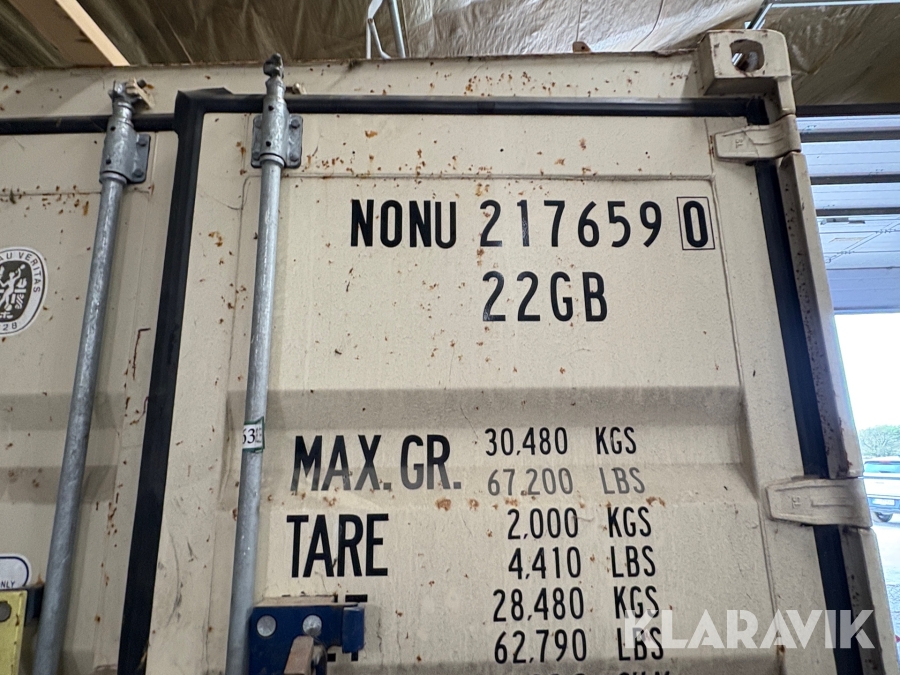 NONU 217659 0
22GB
MAX. GR. 30,480 KGS
67,200 LBS
TARE 2,000 KGS
4,410 LBS
28,480 KGS
62,790 LBS
VERITAS
KLARAVIK